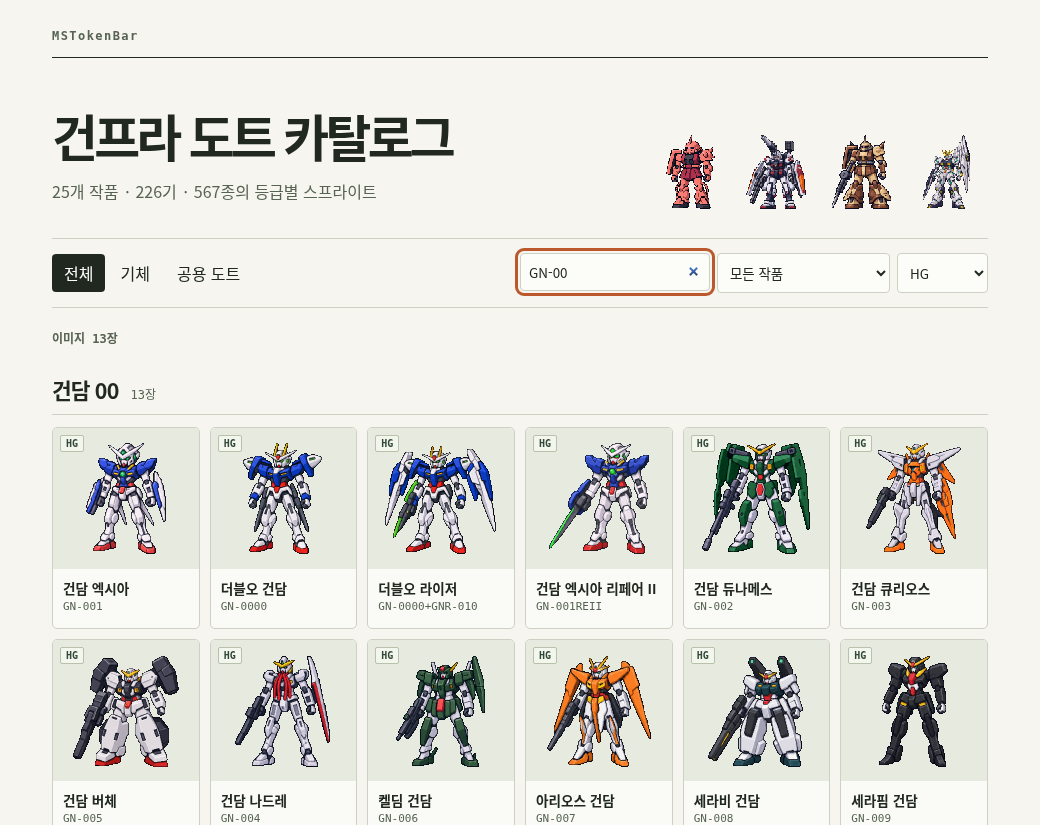 MSTokenBar
건프라 도트 카탈로그
25개 작품 · 226기 · 567종의 등급별 스프라이트
전체 기체 공용 도트 GN-00 × 모든 작품 HG
이미지 13장
건담 00 13장
HG HG HG HG HG HG
건담 엑시아 더블오 건담 더블오 라이저 건담 엑시아 리페어 II 건담 듀나메스 건담 큐리오스
GN-001 GN-0000 GN-0000+GNR-010 GN-001REII GN-002 GN-003
HG HG HG HG HG HG
건담 버체 건담 나드레 켈딤 건담 아리오스 건담 세라비 건담 세라핌 건담
GN-005 GN-004 GN-006 GN-007 GN-008 GN-009